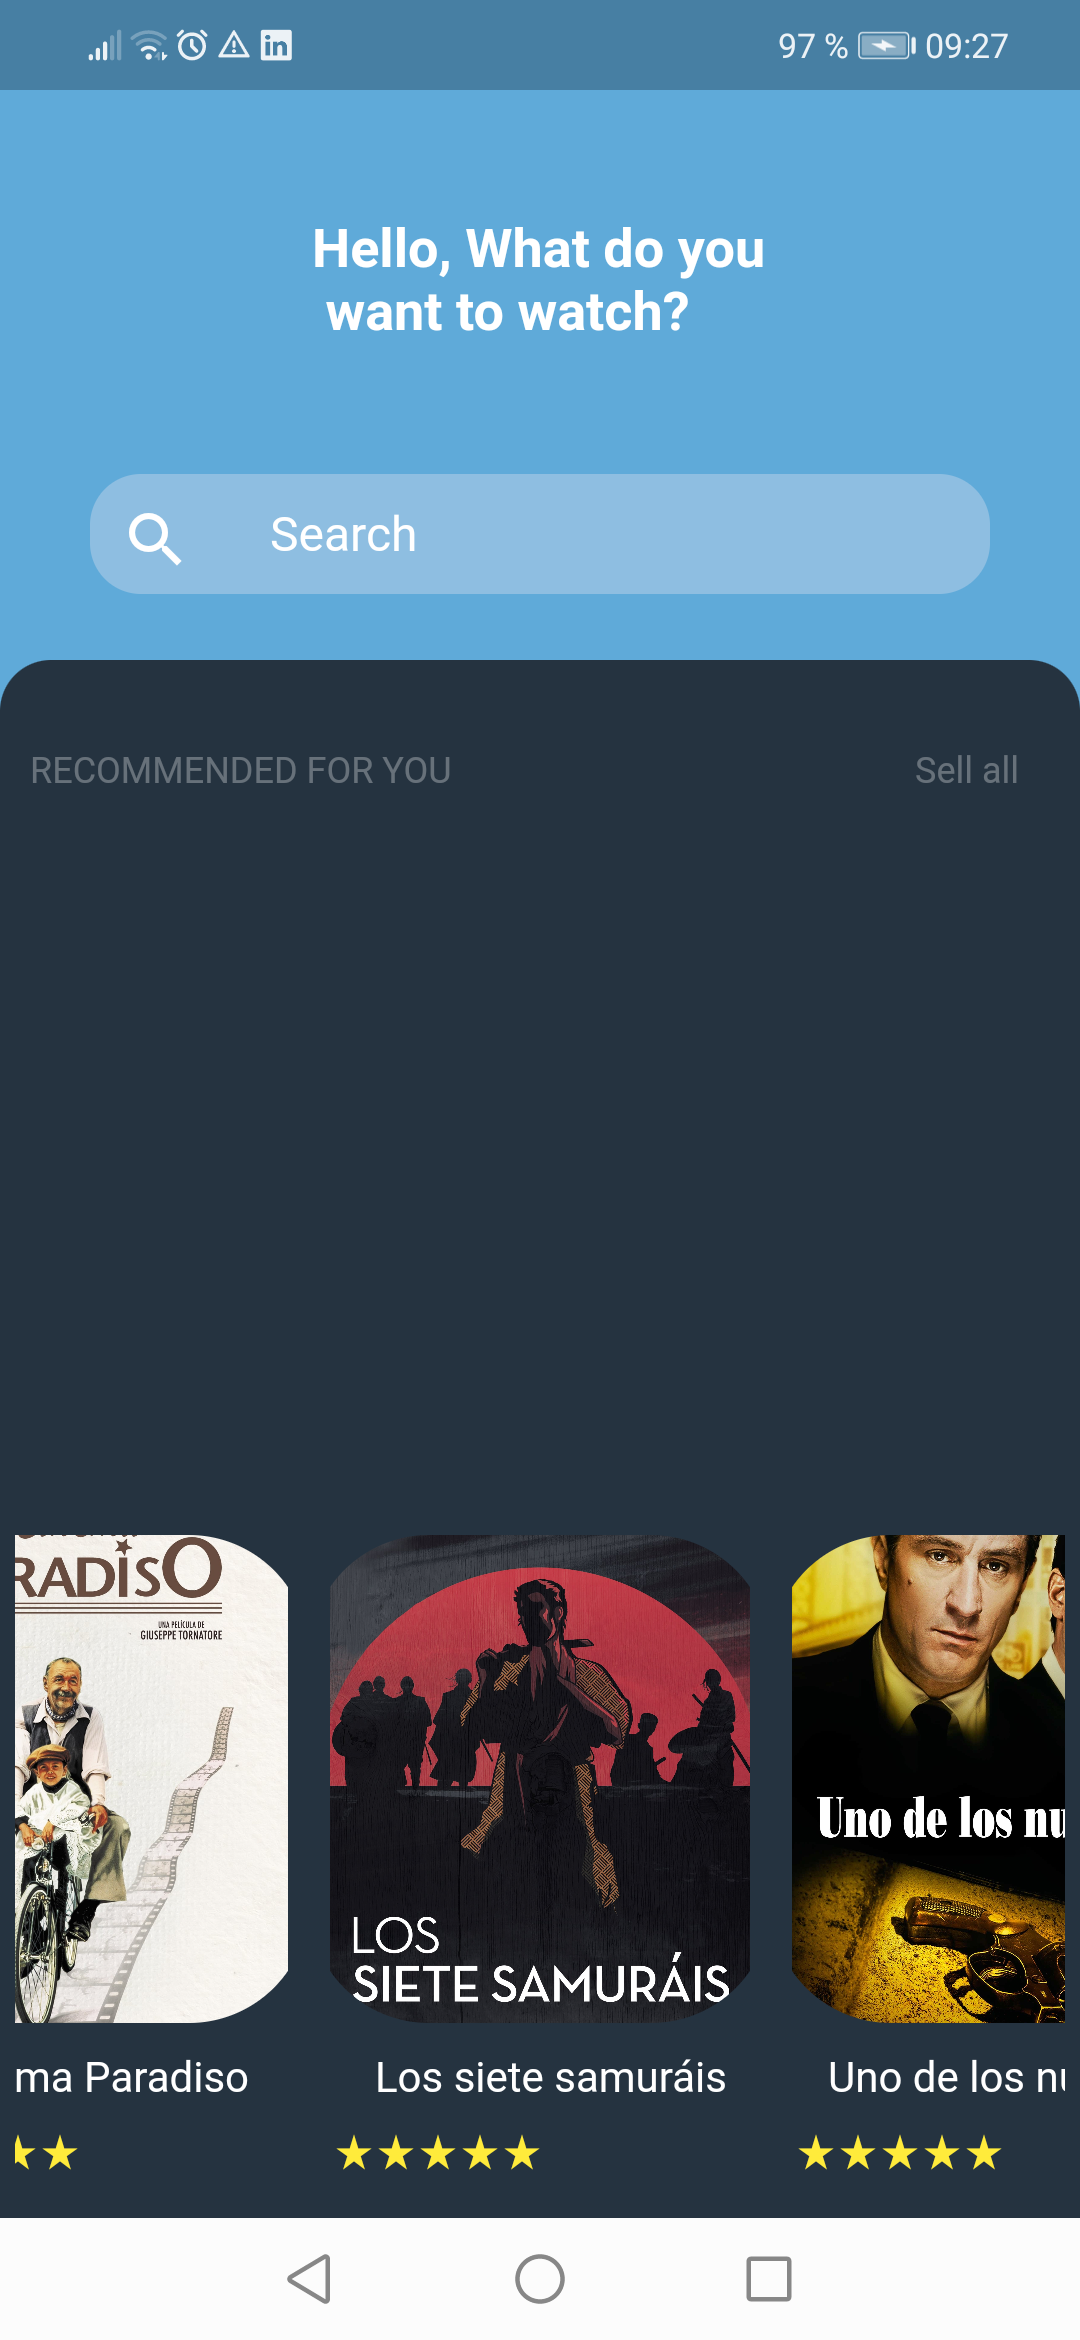 97 % 09:27
Hello, What do you
want to watch?
Search
RECOMMENDED FOR YOU Sell all
RADISO
UNA PELÍCULA DE
GIUSEPPE TORNATORE
LOS
SIETE SAMURÁIS
Uno de los nu
ma Paradiso Los siete samuráis Uno de los nu